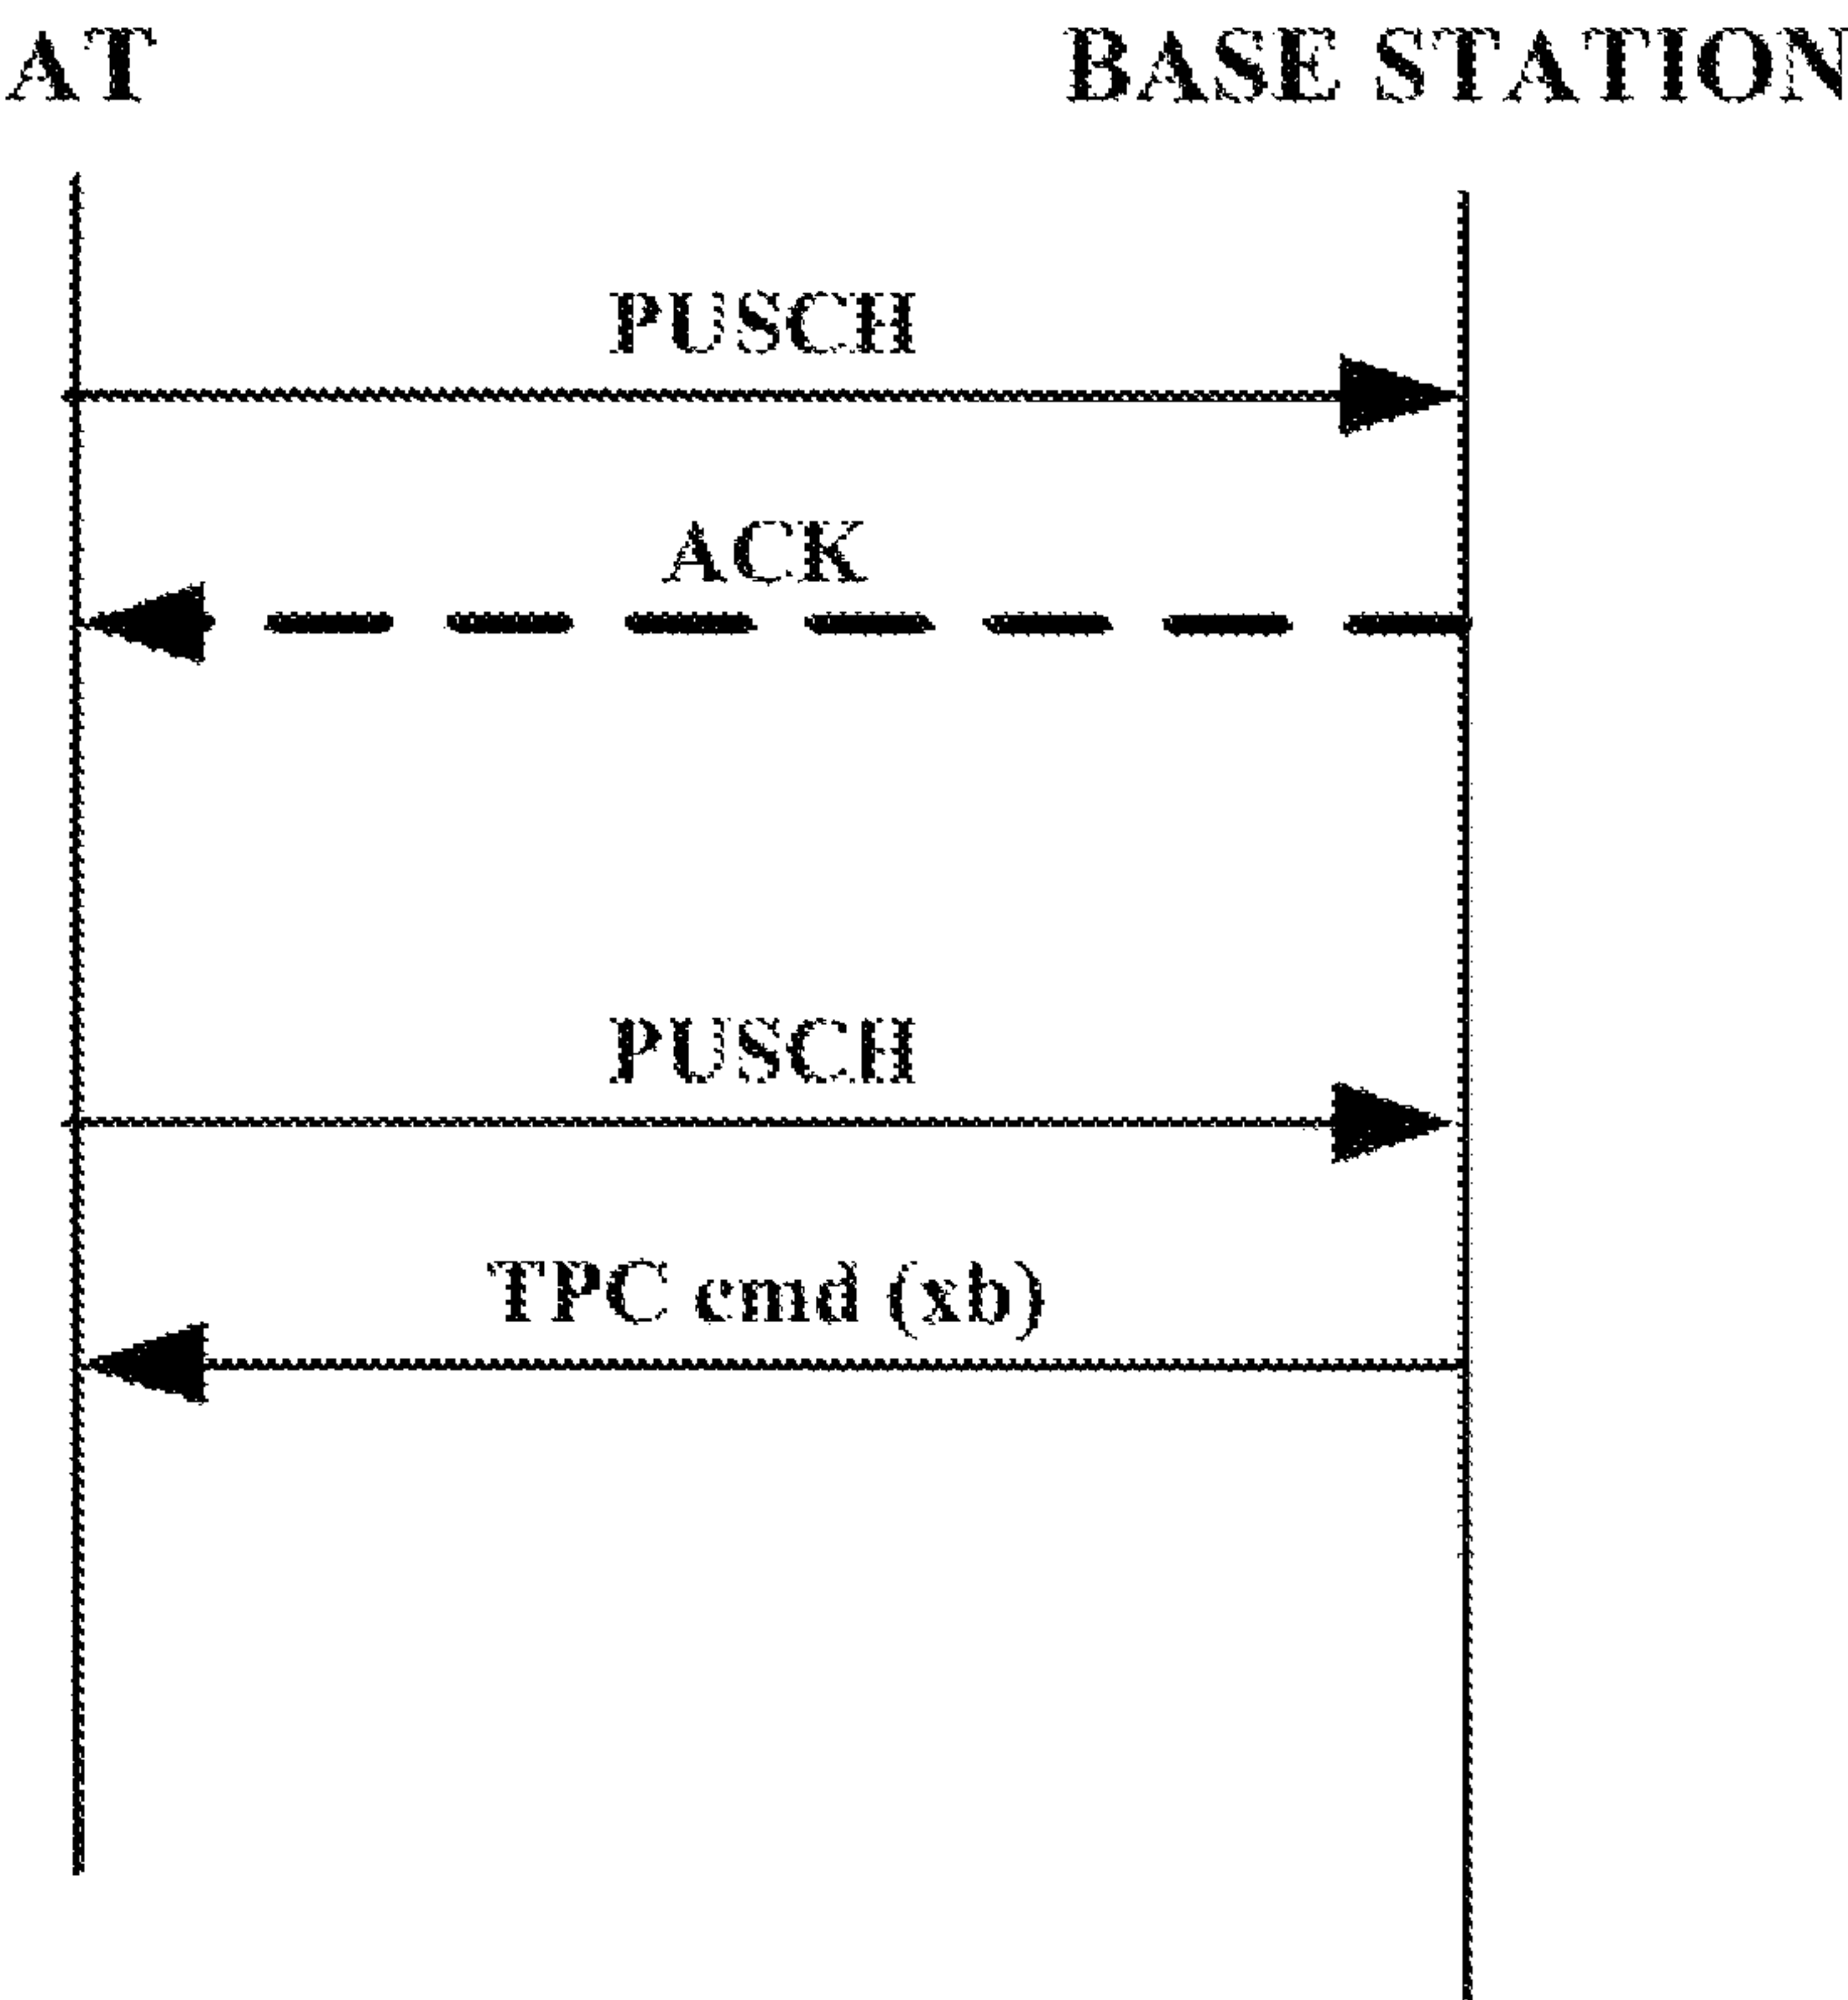 AT BASE STATION
PUSCH
ACK
PUSCH
TPC cmd (xb)